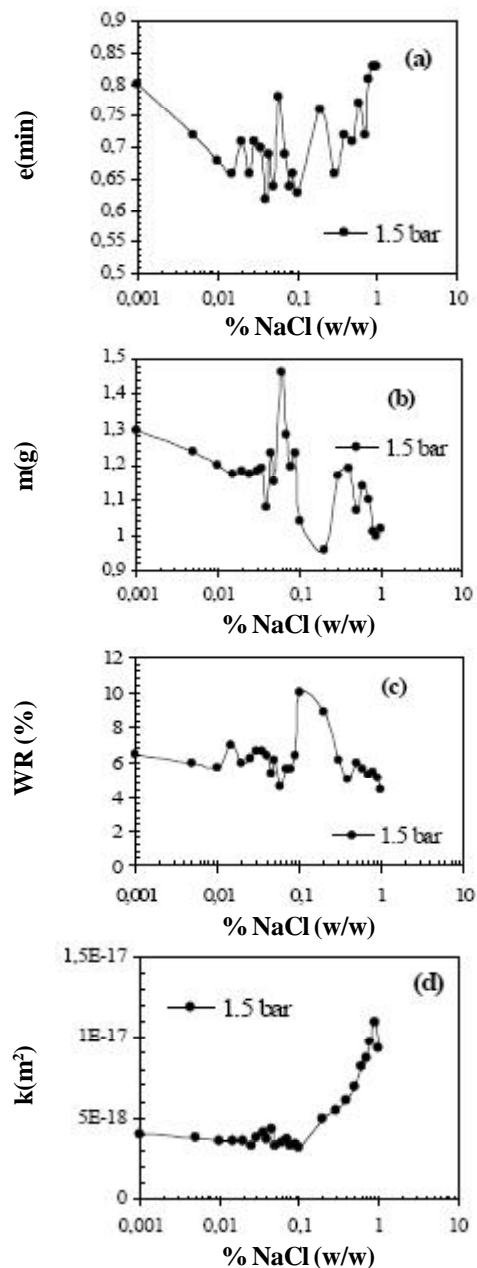 0,9
0,85
0,8
0,75
0,7
0,65
0,6
0,55
0,5
e(min)
(a)
1.5 bar
0,001 0,01 0,1 1 10
% NaCl (w/w)
1,5
1,4
1,3
1,2
1,1
1
0,9
m(g)
(b)
1.5 bar
0,001 0,01 0,1 1 10
% NaCl (w/w)
12
10
8
6
4
2
0
WR (%)
(c)
1.5 bar
0,001 0,01 0,1 1 10
% NaCl (w/w)
1,5E-17
1E-17
5E-18
0
k(m²)
(d)
1.5 bar
0,001 0,01 0,1 1 10
% NaCl (w/w)